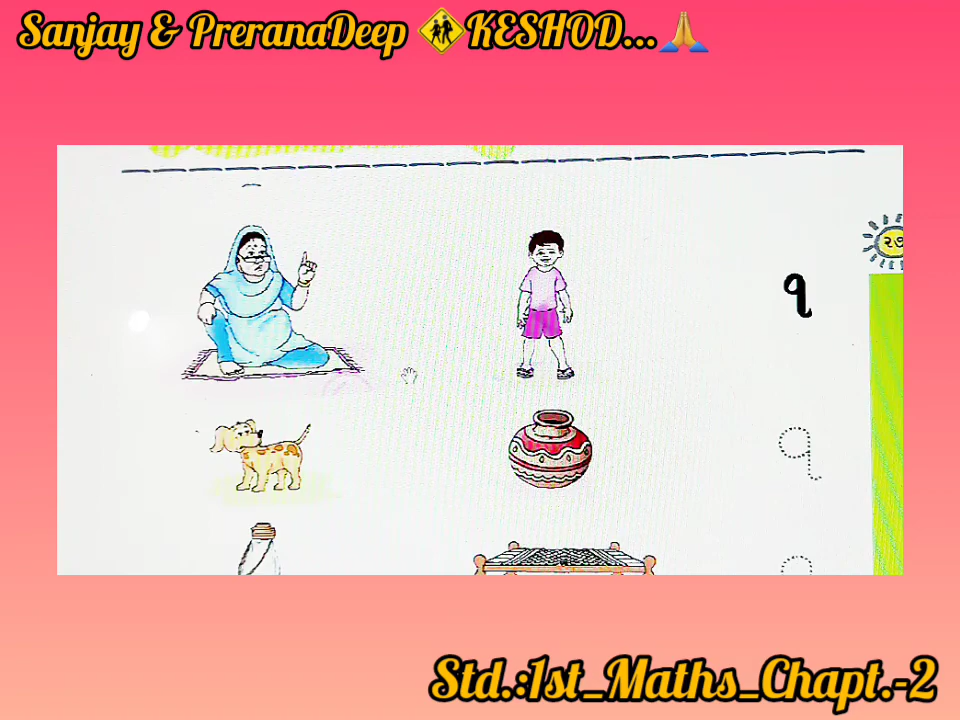 Sanjay & PreranaDeep 🚸KESHOD...🙏
૧
૧
Std.:1st_Maths_Chapt.-2